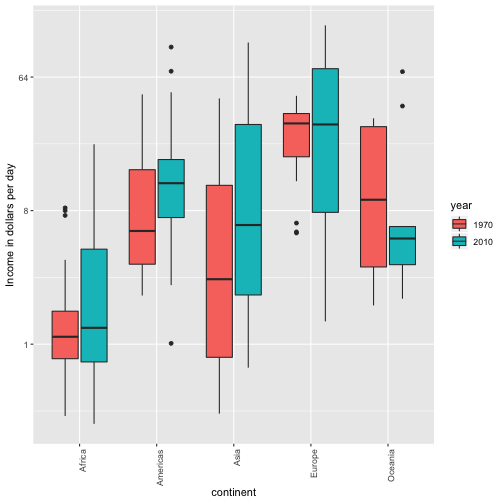 64
8
1
Income in dollars per day
Africa
Americas
Asia
Europe
Oceania
continent
year
1970
2010